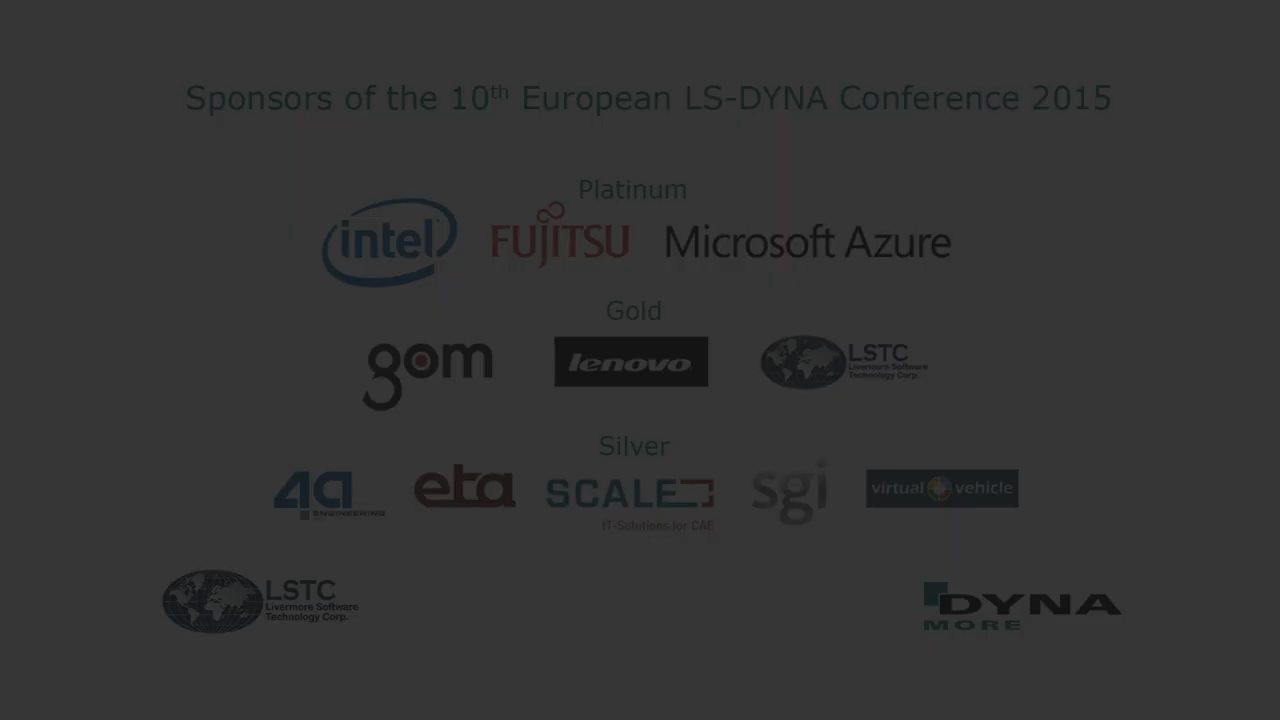 Sponsors of the 10th European LS-DYNA Conference 2015
Platinum
intel FUJITSU Microsoft Azure
Gold
gom lenovo LSTC
Livermore Software
Technology Corp.
Silver
4a ENGINEERING eta SCALE sgi virtual vehicle
IT-Solutions for CAE
LSTC
Livermore Software
Technology Corp.
DYNA
MORE